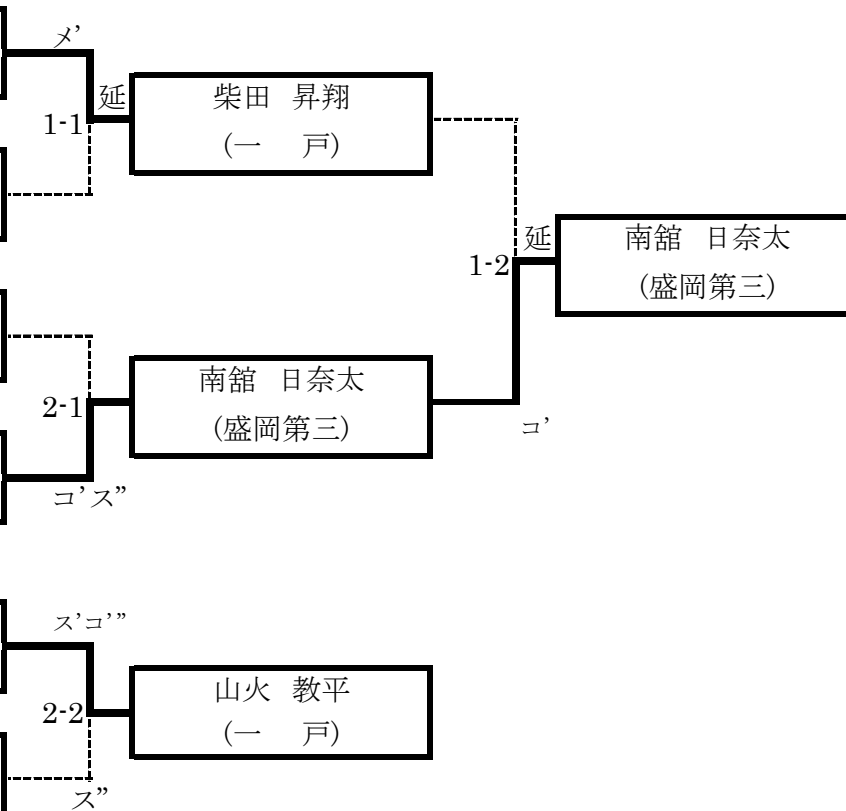 メ’
延
1-1
柴田 昇翔
(一 戸)
延
1-2
南舘 日奈太
(盛岡第三)
2-1
南舘 日奈太
(盛岡第三)
コ’
コ’ス”
ス’コ’”
2-2
山火 教平
(一 戸)
ス”